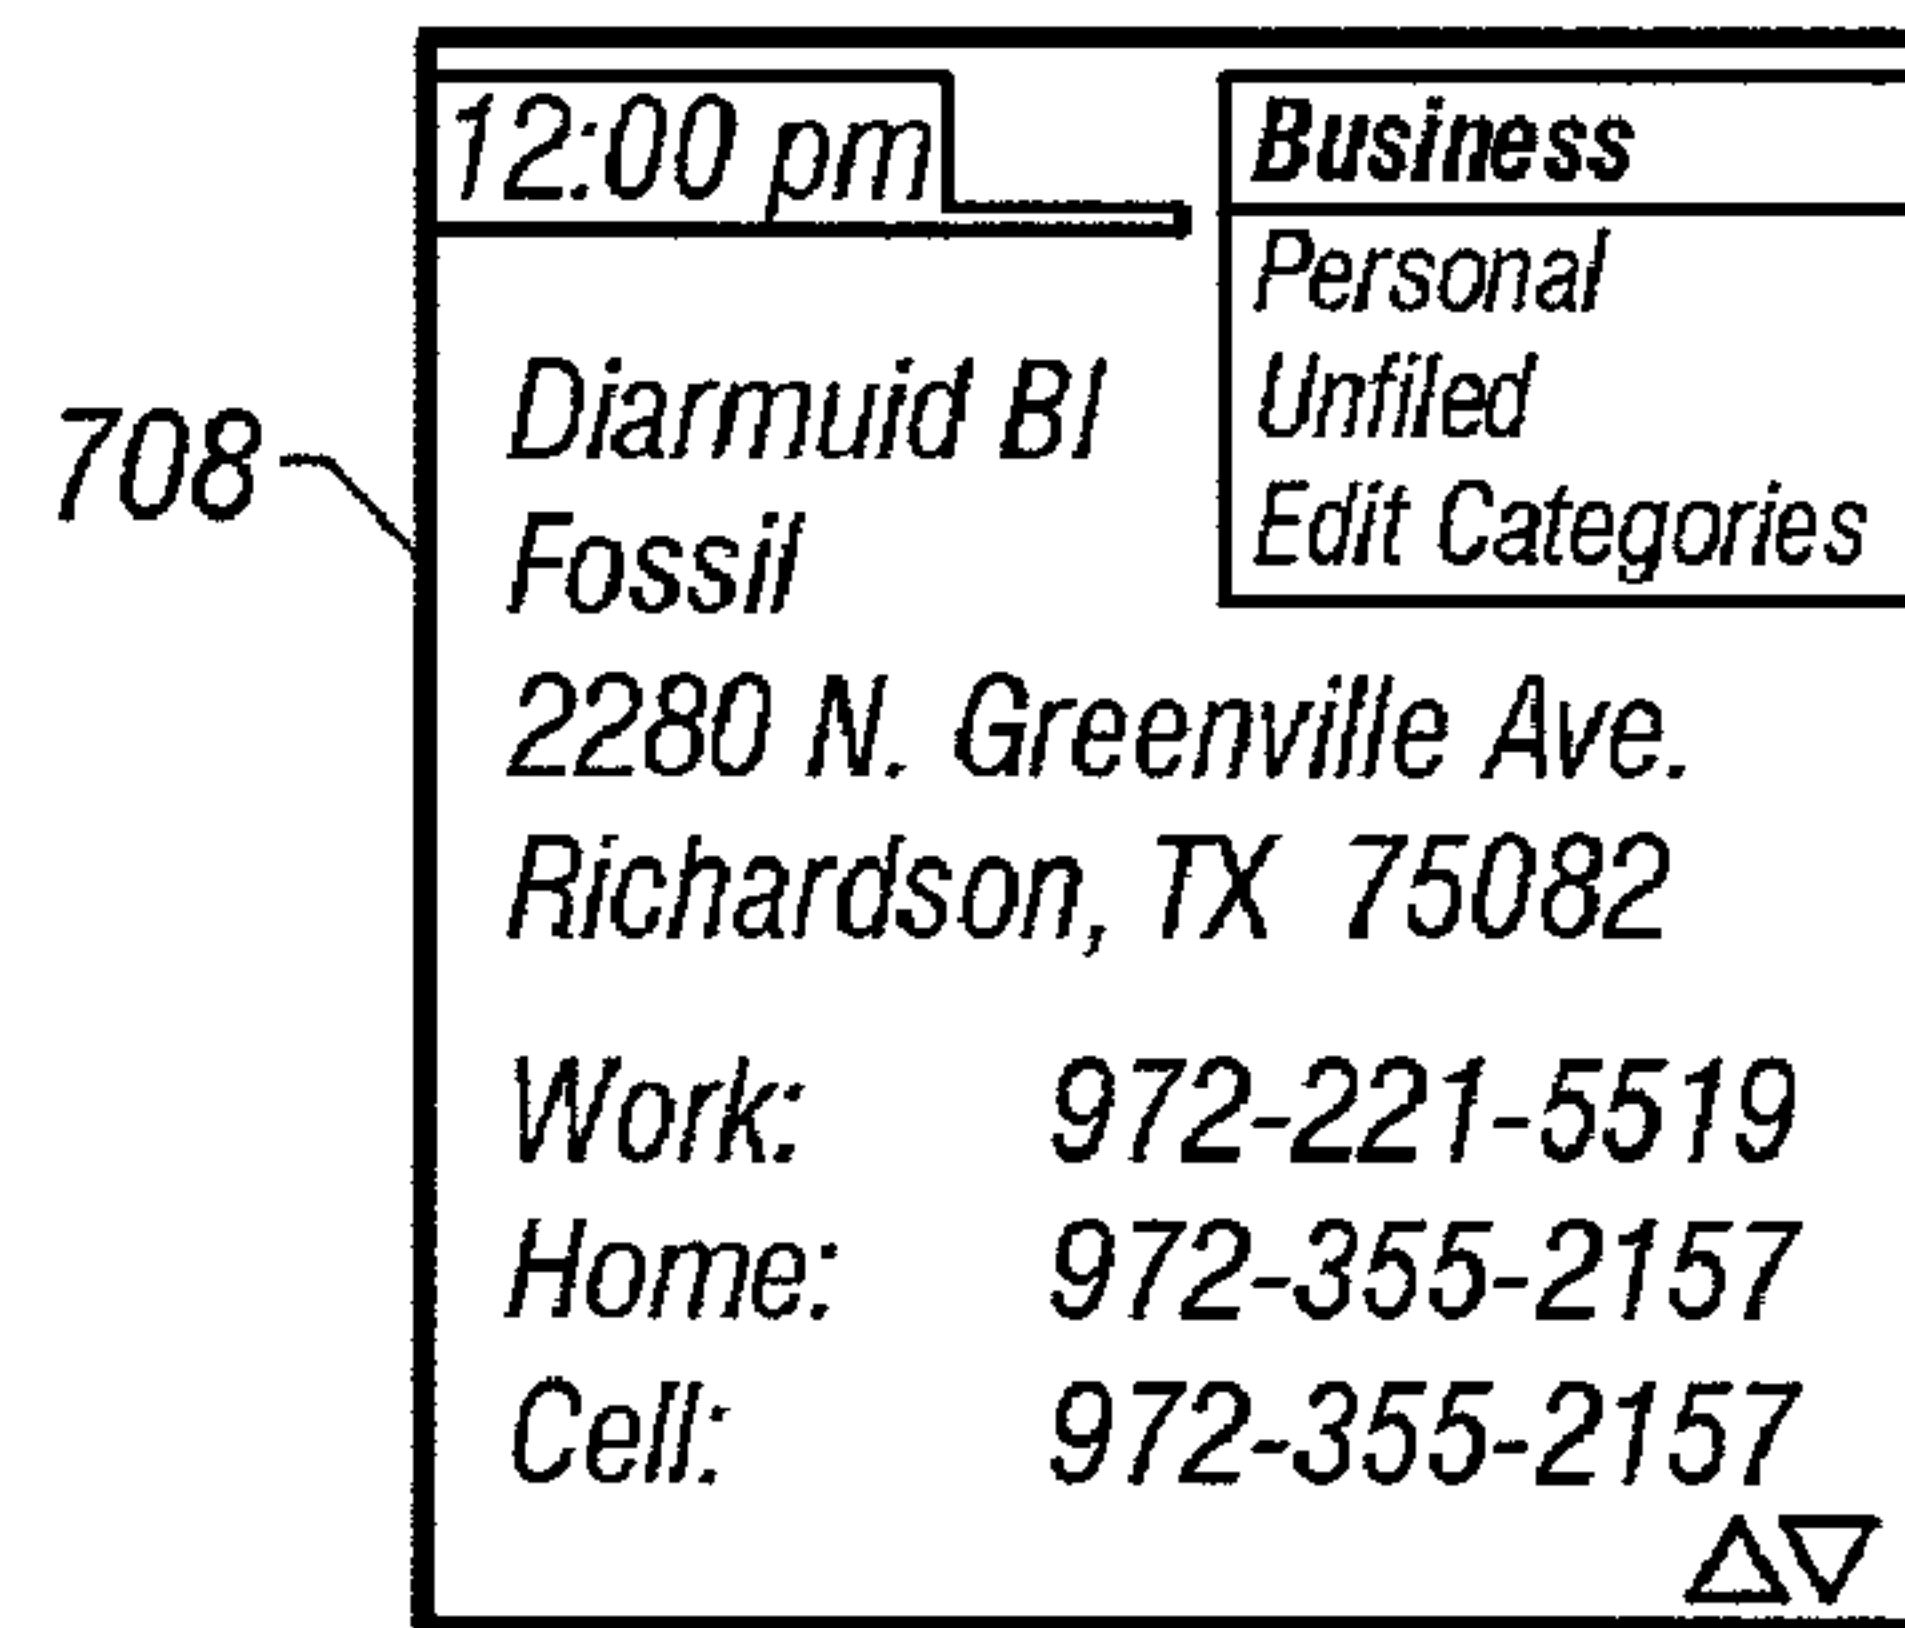 12:00 pm
Business
Personal
Unfiled
Edit Categories
708
Diarmuid Bl
Fossil
2280 N. Greenville Ave.
Richardson, TX 75082
Work: 972-221-5519
Home: 972-355-2157
Cell: 972-355-2157